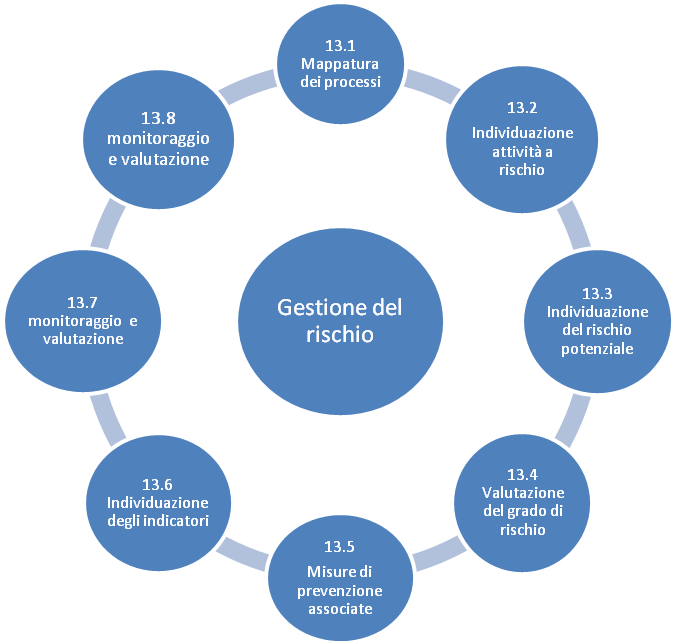 13.1
Mappatura
dei processi
13.2
Individuazione
attività a
rischio
13.3
Individuazione
del rischio
potenziale
13.4
Valutazione
del grado di
rischio
13.5
Misure di
prevenzione
associate
13.6
Individuazione
degli indicatori
13.7
monitoraggio e
valutazione
13.8
monitoraggio
e valutazione
Gestione del
rischio